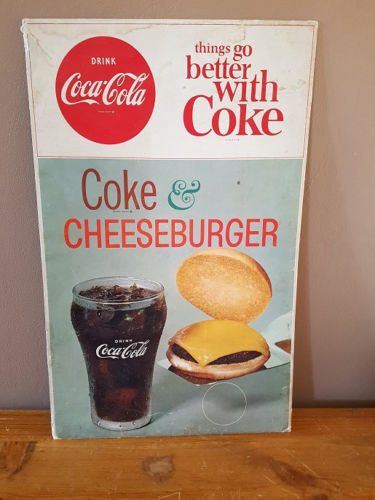 DRINK
Coca-Cola
things go
better
with
Coke
Coke &
CHEESEBURGER
DRINK
Coca-Cola